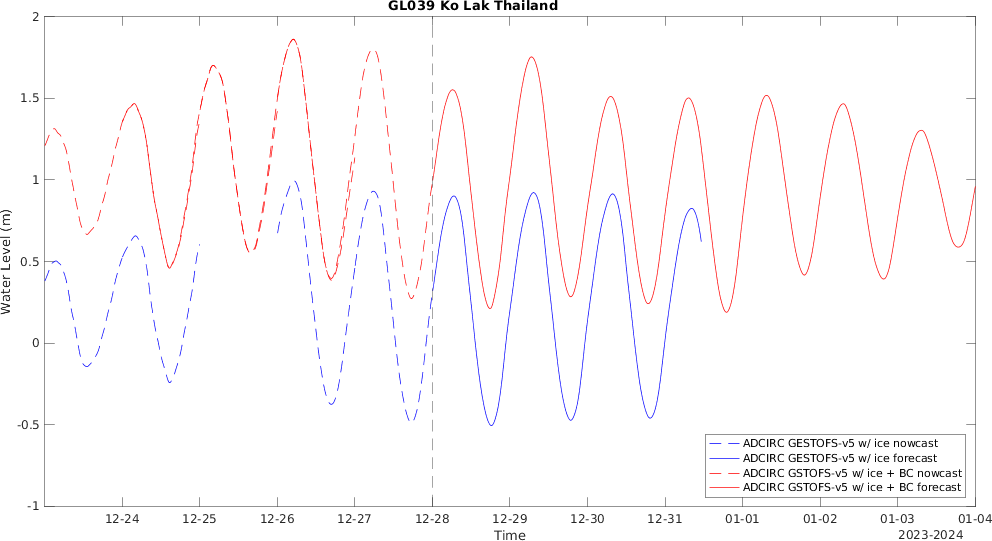 GL039 Ko Lak Thailand
2
1.5
1
0.5
0
-0.5
-1
Water Level (m)
12-24 12-25 12-26 12-27 12-28 12-29 12-30 12-31 01-01 01-02 01-03 01-04
Time
2023-2024
ADCIRC GESTOFS-v5 w/ ice nowcast
ADCIRC GESTOFS-v5 w/ ice forecast
ADCIRC GSTOFS-v5 w/ ice + BC nowcast
ADCIRC GSTOFS-v5 w/ ice + BC forecast